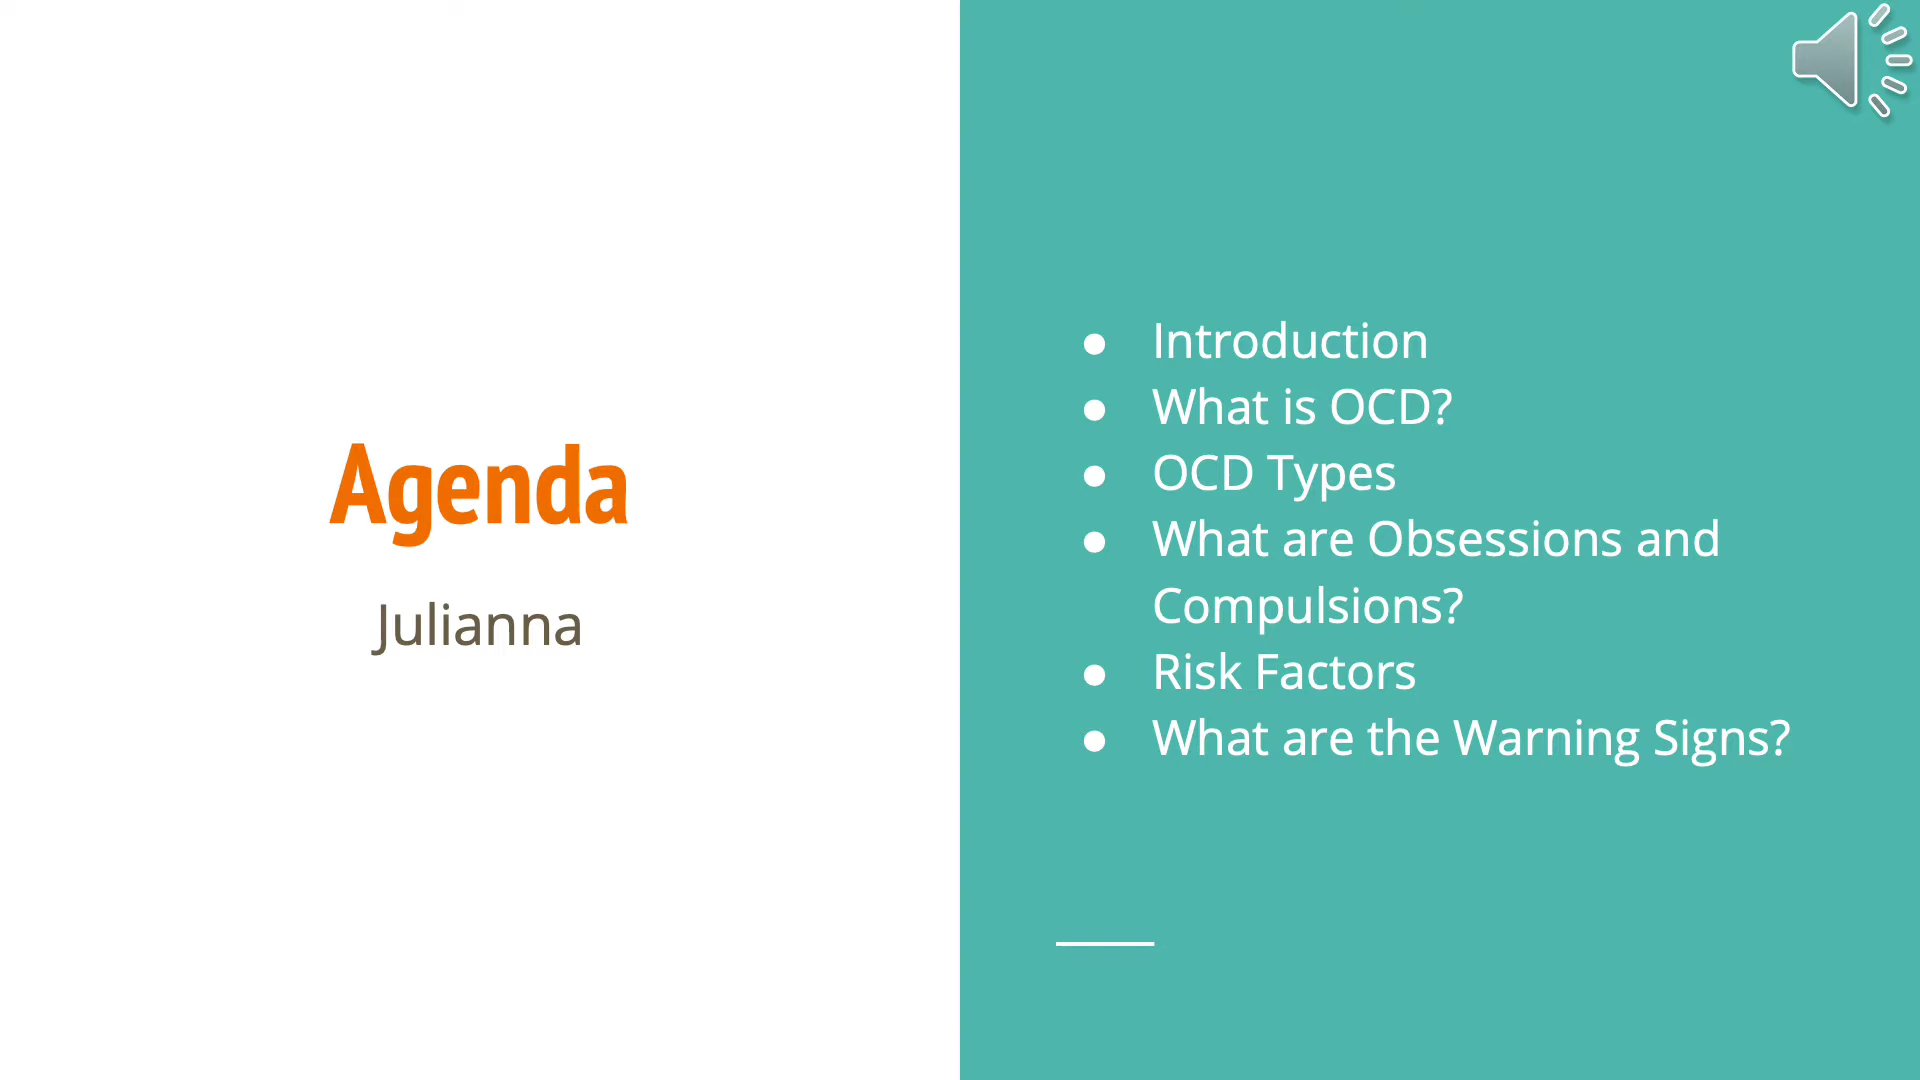 Agenda
Julianna
● Introduction
● What is OCD?
● OCD Types
● What are Obsessions and
Compulsions?
● Risk Factors
● What are the Warning Signs?